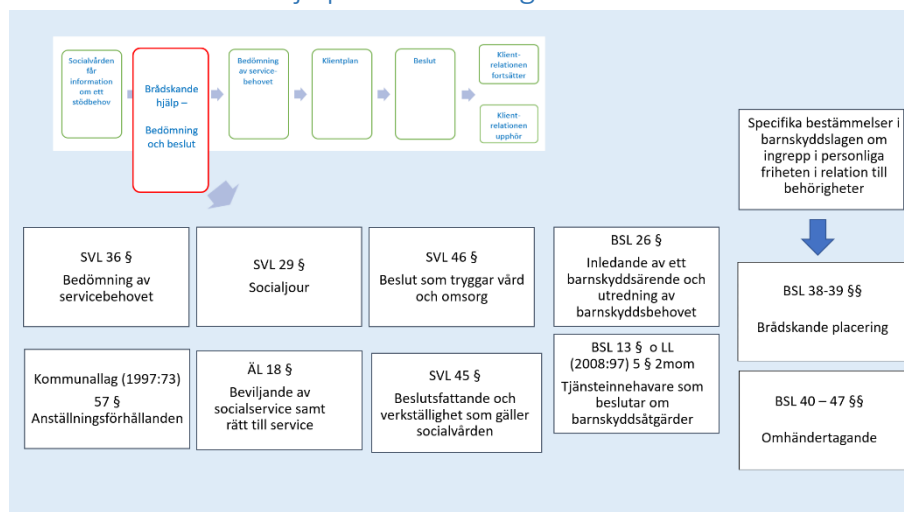 Socialvården
får
information
om ett
stödbehov
Brådskande
hjälp –
Bedömning
och beslut
Bedömning
av service-
behovet
Klientplan
Beslut
Klient-
relationen
fortsätter
Klient-
relationen
upphör
Specifika bestämmelser i
barnskyddslagen om
ingrepp i personliga
friheten i relation till
behörigheter
SVL 36 §
Bedömning av
servicebehovet
SVL 29 §
Socialjour
SVL 46 §
Beslut som tryggar vård
och omsorg
BSL 26 §
Inledande av ett
barnskyddsärende och
utredning av
barnskyddsbehovet
BSL 38-39 §§
Brådskande placering
Kommunallag (1997:73)
57 §
Anställningsförhållanden
ÄL 18 §
Beviljande av
socialservice samt
rätt till service
SVL 45 §
Beslutsfattande och
verkställighet som gäller
socialvården
BSL 13 § o LL
(2008:97) 5 § 2mom
Tjänsteinnehavare som
beslutar om
barnskyddsåtgärder
BSL 40 – 47 §§
Omhändertagande